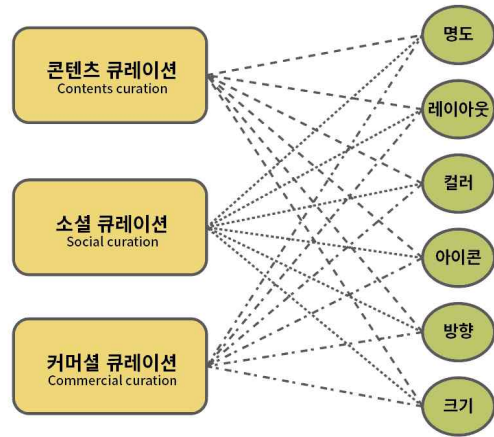 콘텐츠 큐레이션
Contents curation
소셜 큐레이션
Social curation
커머셜 큐레이션
Commercial curation
명도
레이아웃
컬러
아이콘
방향
크기